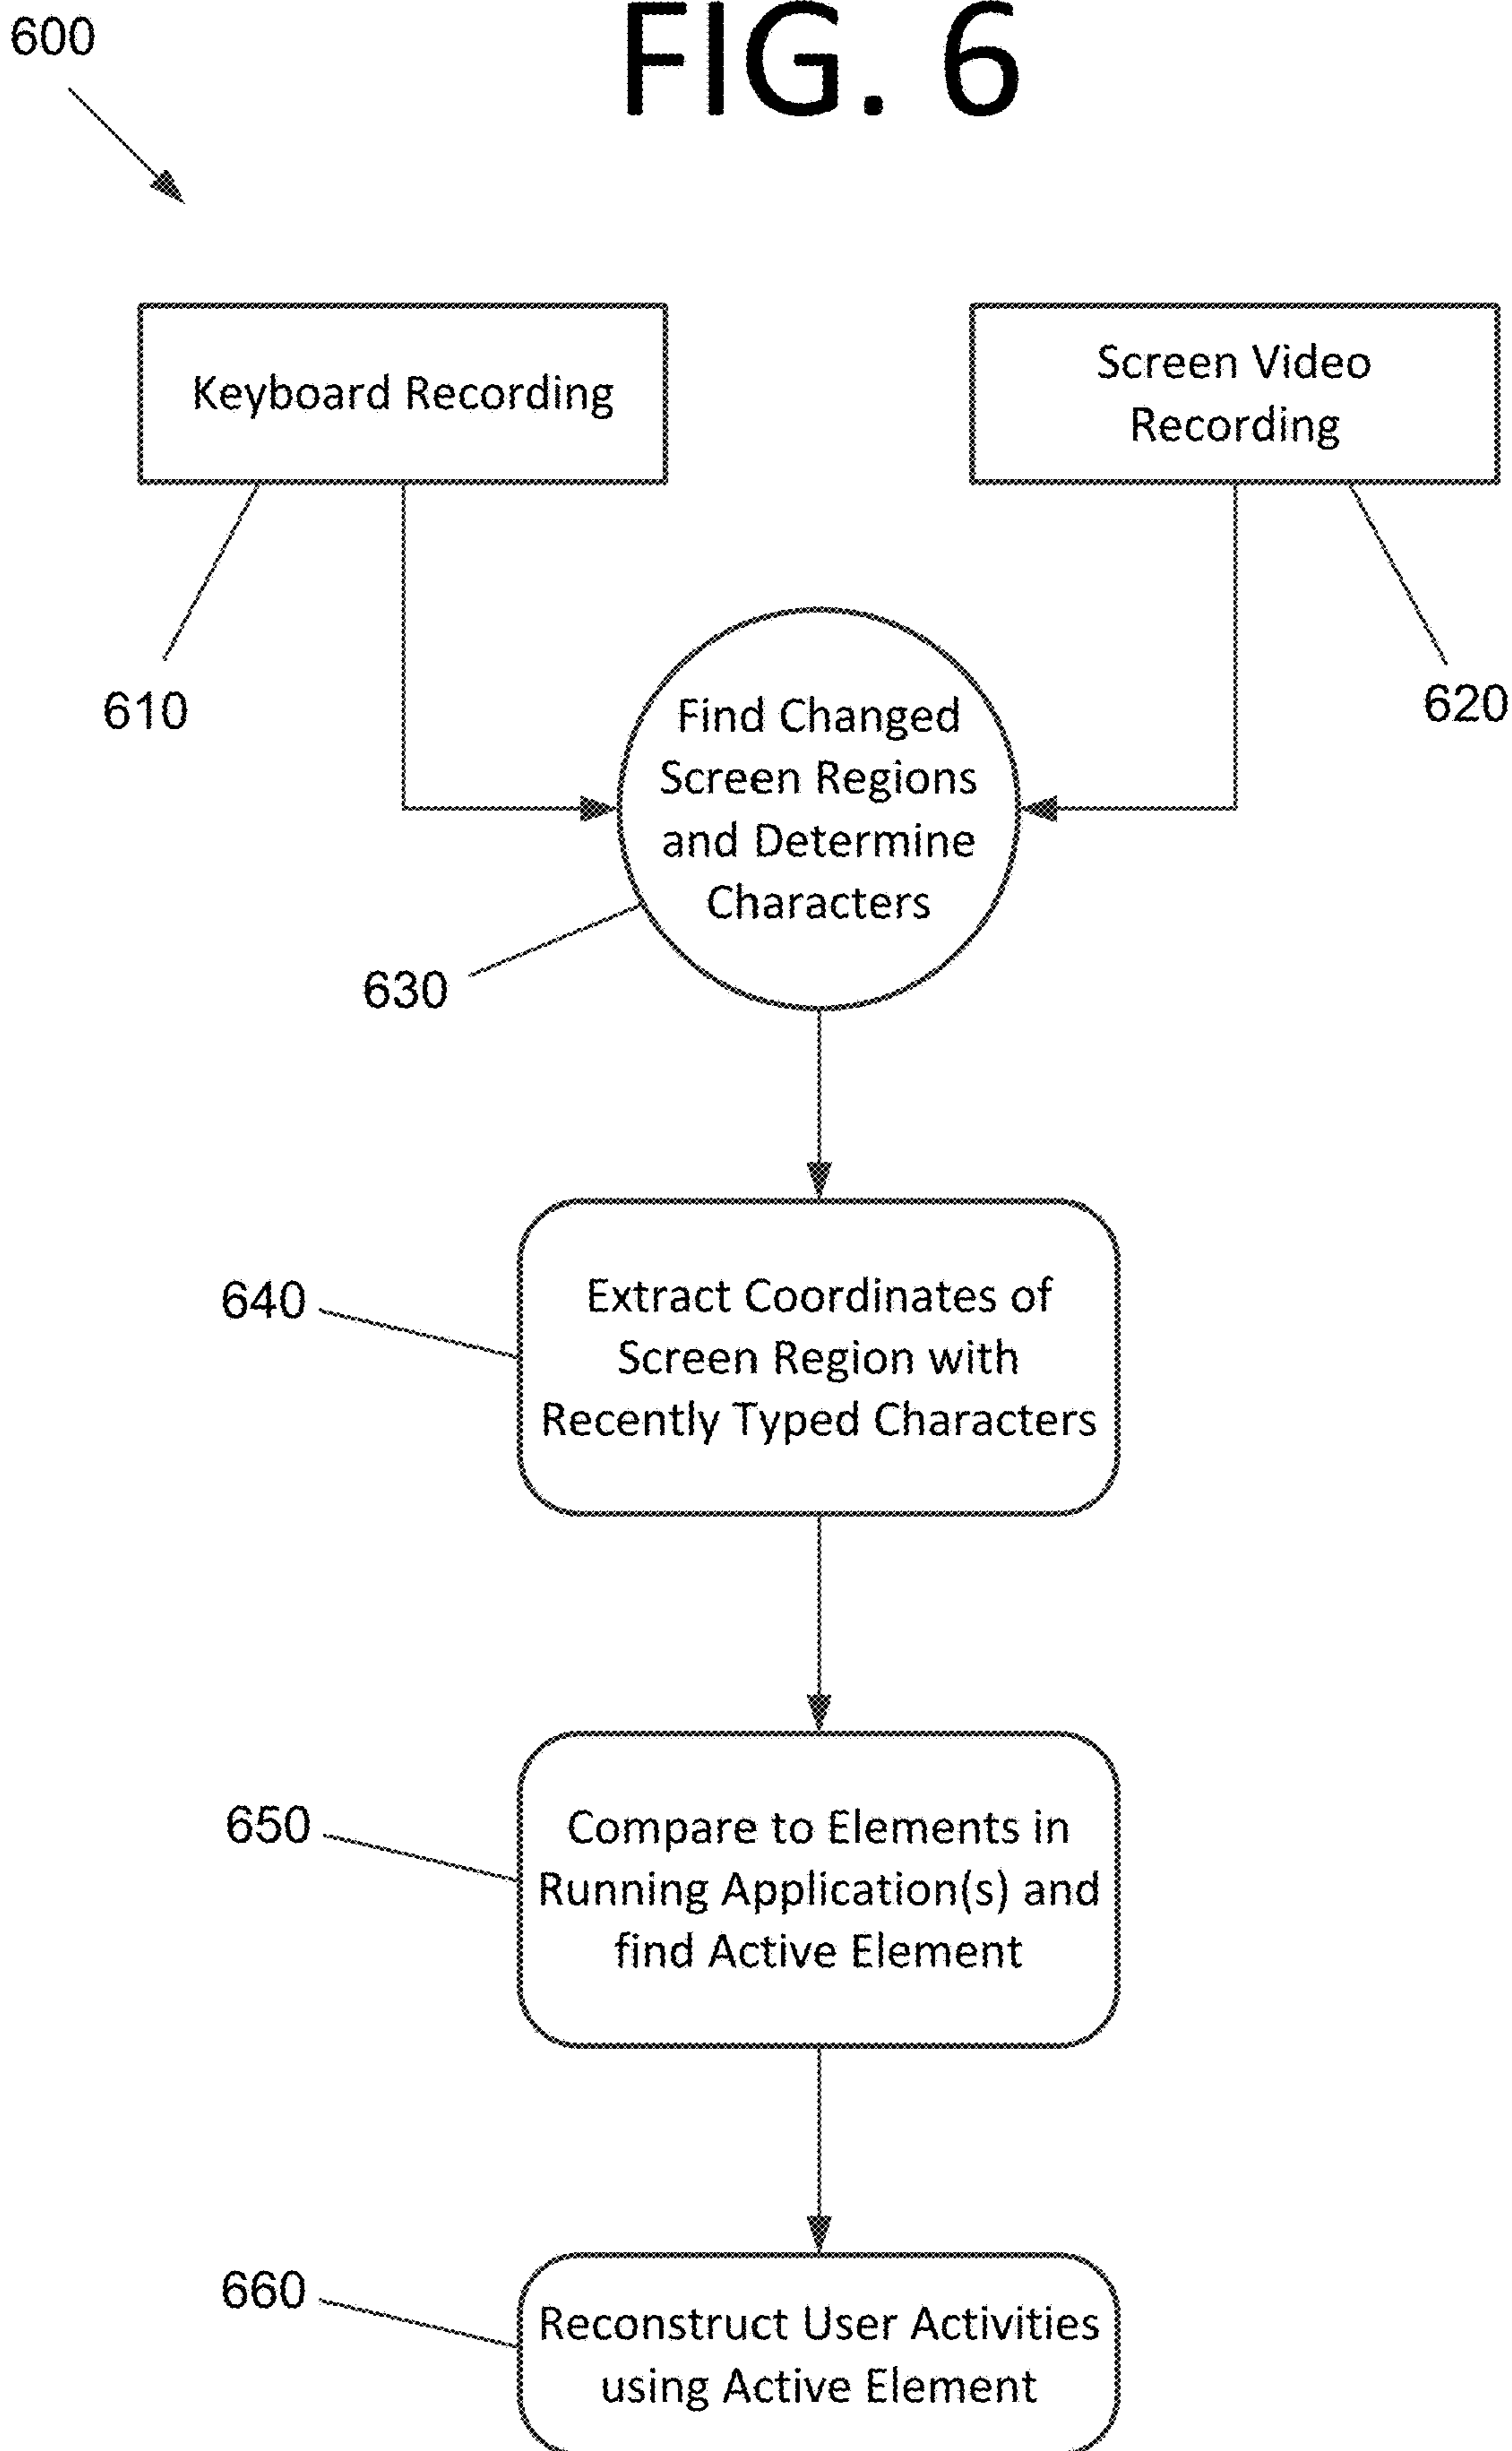 FIG. 6
600
Keyboard Recording
Screen Video
Recording
610
620
Find Changed
Screen Regions
and Determine
Characters
630
640
Extract Coordinates of
Screen Region with
Recently Typed Characters
650
Compare to Elements in
Running Application(s) and
find Active Element
660
Reconstruct User Activities
using Active Element